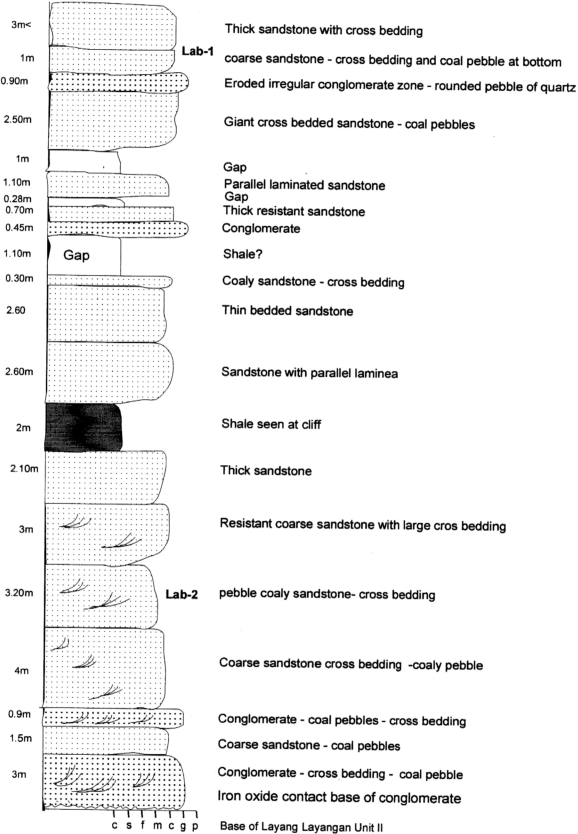 3m< Thick sandstone with cross bedding
Lab-1
1m coarse sandstone - cross bedding and coal pebble at bottom
0.90m Eroded irregular conglomerate zone - rounded pebble of quartz
2.50m Giant cross bedded sandstone - coal pebbles
1m Gap
1.10m Parallel laminated sandstone
0.28m Gap
0.70m Thick resistant sandstone
0.45m Conglomerate
1.10m Gap Shale?
0.30m Coaly sandstone - cross bedding
2.60 Thin bedded sandstone
2.60m Sandstone with parallel laminea
2m Shale seen at cliff
2.10m Thick sandstone
3m Resistant coarse sandstone with large cros bedding
3.20m Lab-2 pebble coaly sandstone- cross bedding
4m Coarse sandstone cross bedding -coaly pebble
0.9m Conglomerate - coal pebbles - cross bedding
1.5m Coarse sandstone - coal pebbles
3m Conglomerate - cross bedding - coal pebble
Iron oxide contact base of conglomerate
c s f m c g p Base of Layang Layangan Unit II